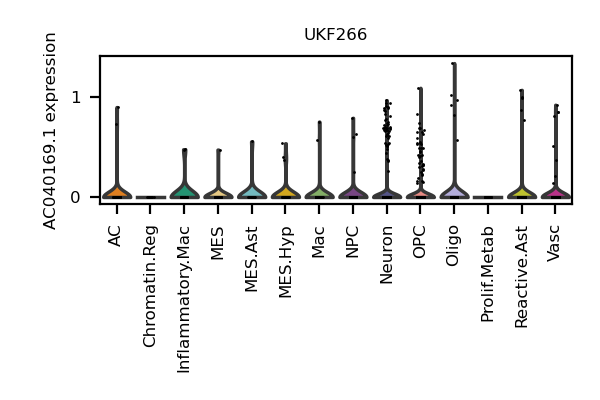 UKF266
AC040169.1 expression
1
0
AC
Chromatin.Reg
Inflammatory.Mac
MES
MES.Ast
MES.Hyp
Mac
NPC
Neuron
OPC
Oligo
Prolif.Metab
Reactive.Ast
Vasc